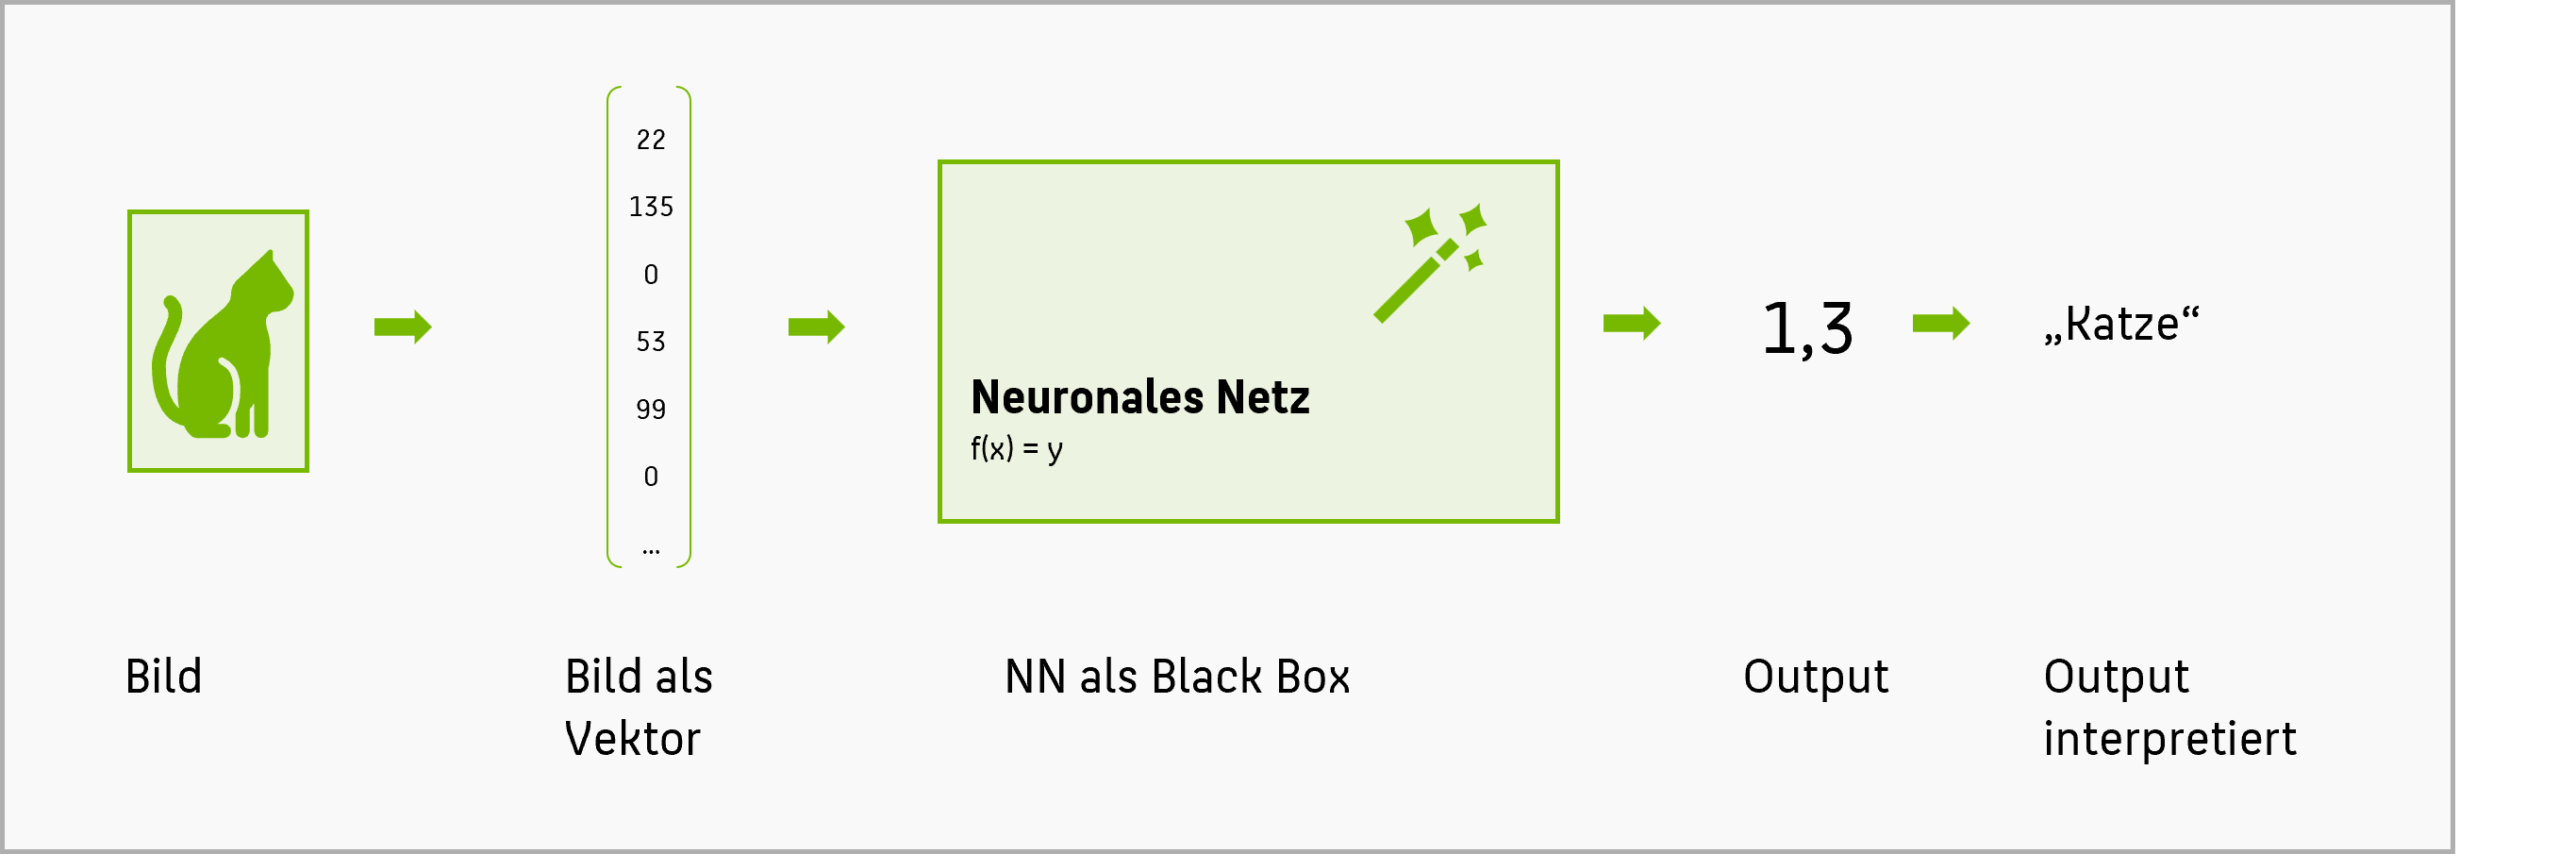 22
135
0
53
99
0
...
Neuronales Netz
f(x) = y
1,3
„Katze“
Bild
Bild als
Vektor
NN als Black Box
Output
Output
interpretiert